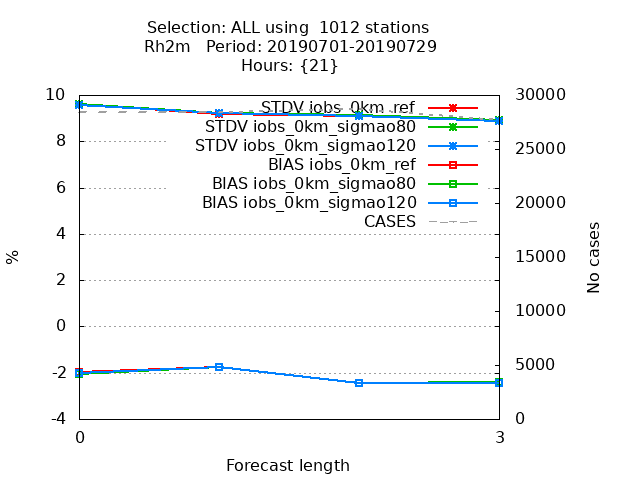 Selection: ALL using  1012 stations
Rh2m   Period: 20190701-20190729
Hours: {21}
10
8
6
4
2
0
-2
-4
%
30000
25000
20000
15000
10000
5000
0
No cases
STDV iobs_0km_ref
STDV iobs_0km_sigmao80
STDV iobs_0km_sigmao120
BIAS iobs_0km_ref
BIAS iobs_0km_sigmao80
BIAS iobs_0km_sigmao120
CASES
0
3
Forecast length